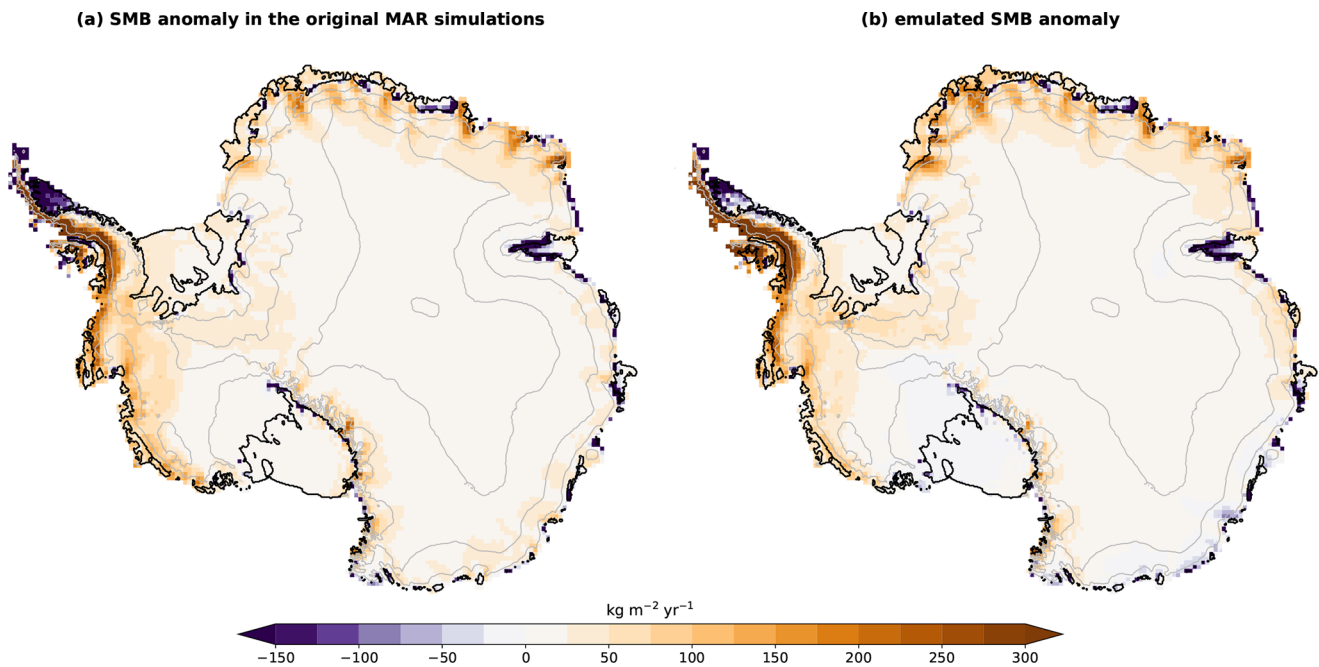 (a) SMB anomaly in the original MAR simulations
(b) emulated SMB anomaly
kg m⁻² yr⁻¹
−150 −100 −50 0 50 100 150 200 250 300